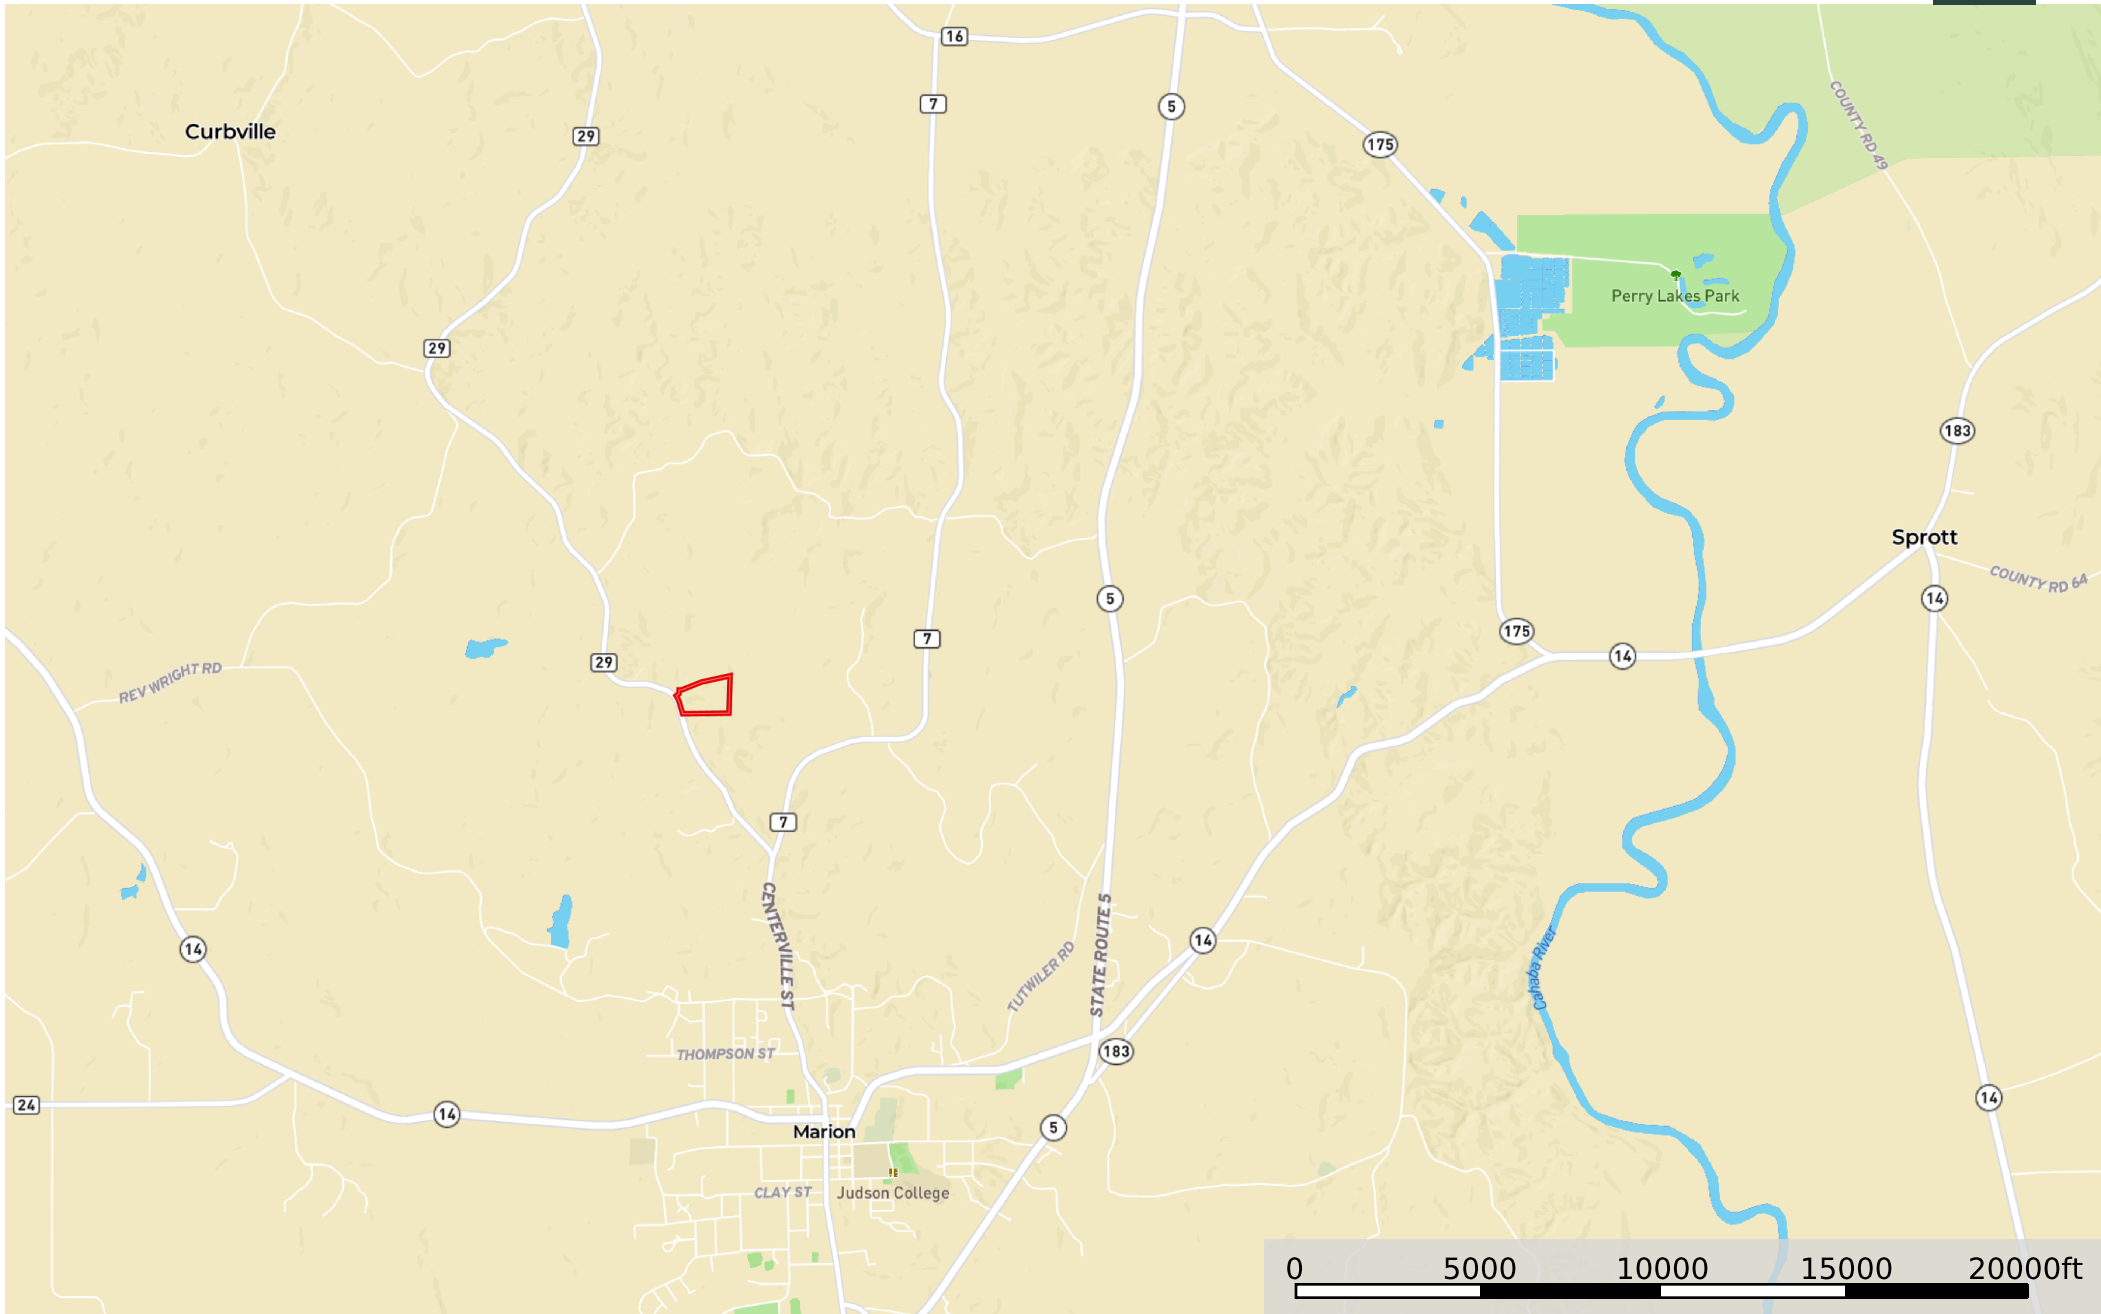 16
7
5
COUNTY RD 49
Curbville
29
175
Perry Lakes Park
29
183
Sprott
COUNTY RD 64
5
14
175
7
14
29
REV WRIGHT RD
7
CENTERVILLE ST
STATE ROUTE 5
14
14
TUTWILER RD
Cahaba River
THOMPSON ST
183
24
14
14
5
Marion
CLAY ST
Judson College
0 5000 10000 15000 20000ft